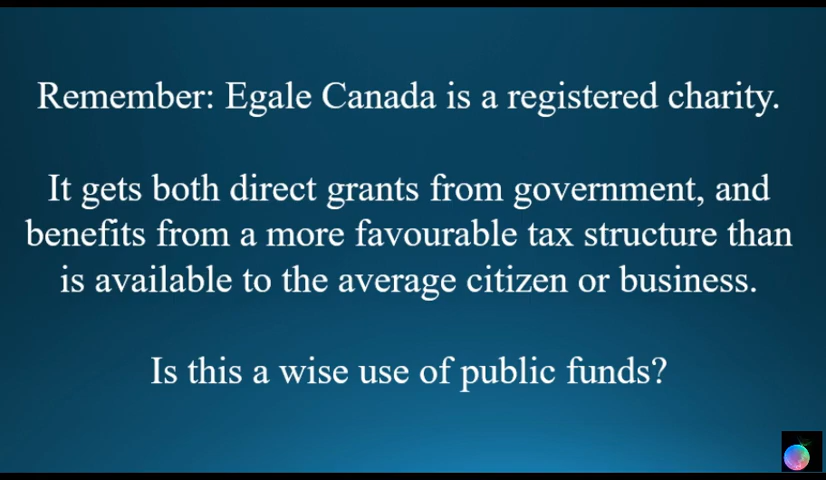 Remember: Egale Canada is a registered charity.
It gets both direct grants from government, and
benefits from a more favourable tax structure than
is available to the average citizen or business.
Is this a wise use of public funds?